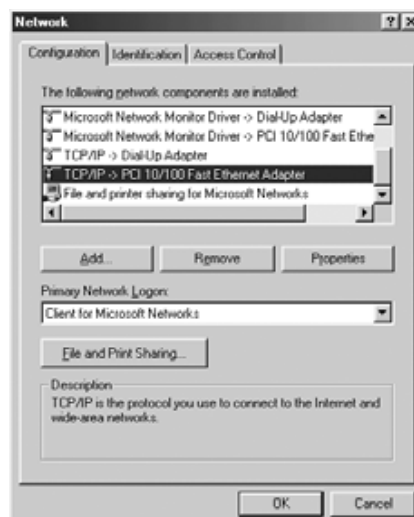 Network
Configuration Identification Access Control
The following network components are installed:
Microsoft Network Monitor Driver -> Dial-Up Adapter
Microsoft Network Monitor Driver -> PCI 10/100 Fast Ethe
TCP/IP -> Dial-Up Adapter
TCP/IP -> PCI 10/100 Fast Ethernet Adapter
File and printer sharing for Microsoft Networks
Add... Remove Properties
Primary Network Logon:
Client for Microsoft Networks
File and Print Sharing...
Description
TCP/IP is the protocol you use to connect to the Internet and
wide-area networks.
OK Cancel